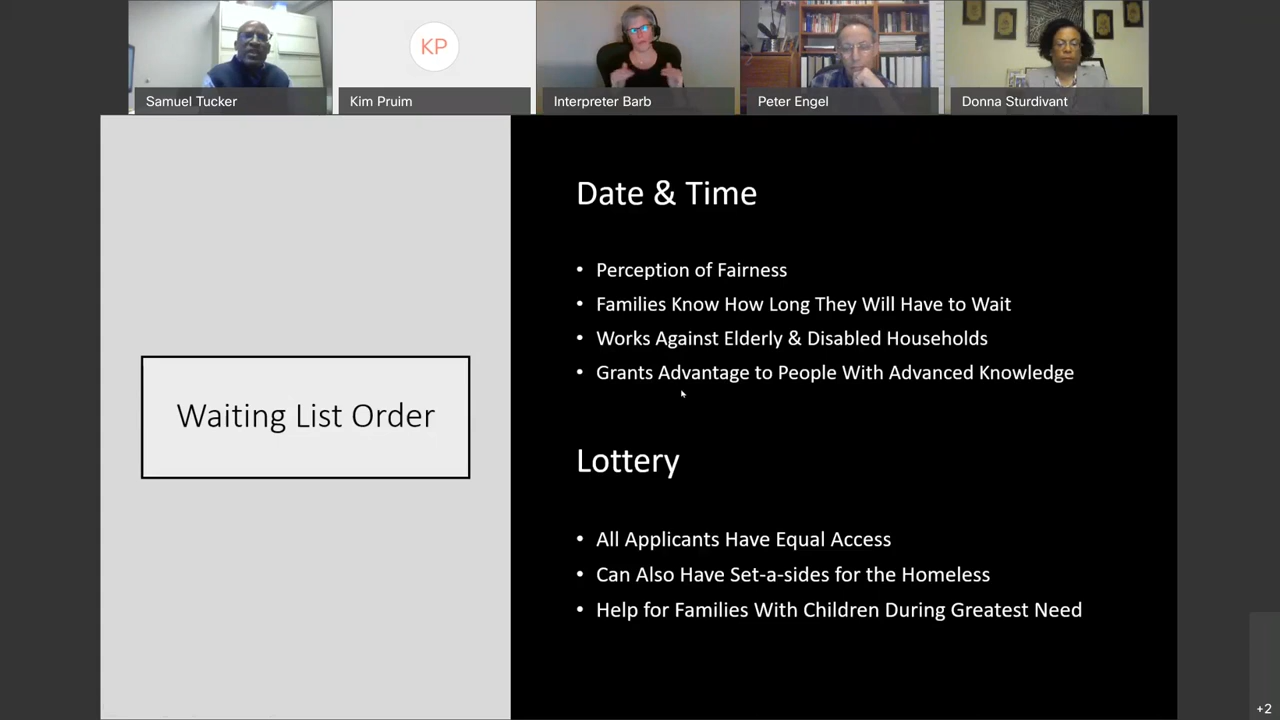 KP
Samuel Tucker
Kim Pruim
Interpreter Barb
Peter Engel
Donna Sturdivant
Waiting List Order
Date & Time
• Perception of Fairness
• Families Know How Long They Will Have to Wait
• Works Against Elderly & Disabled Households
• Grants Advantage to People With Advanced Knowledge
Lottery
• All Applicants Have Equal Access
• Can Also Have Set-a-sides for the Homeless
• Help for Families With Children During Greatest Need
+2